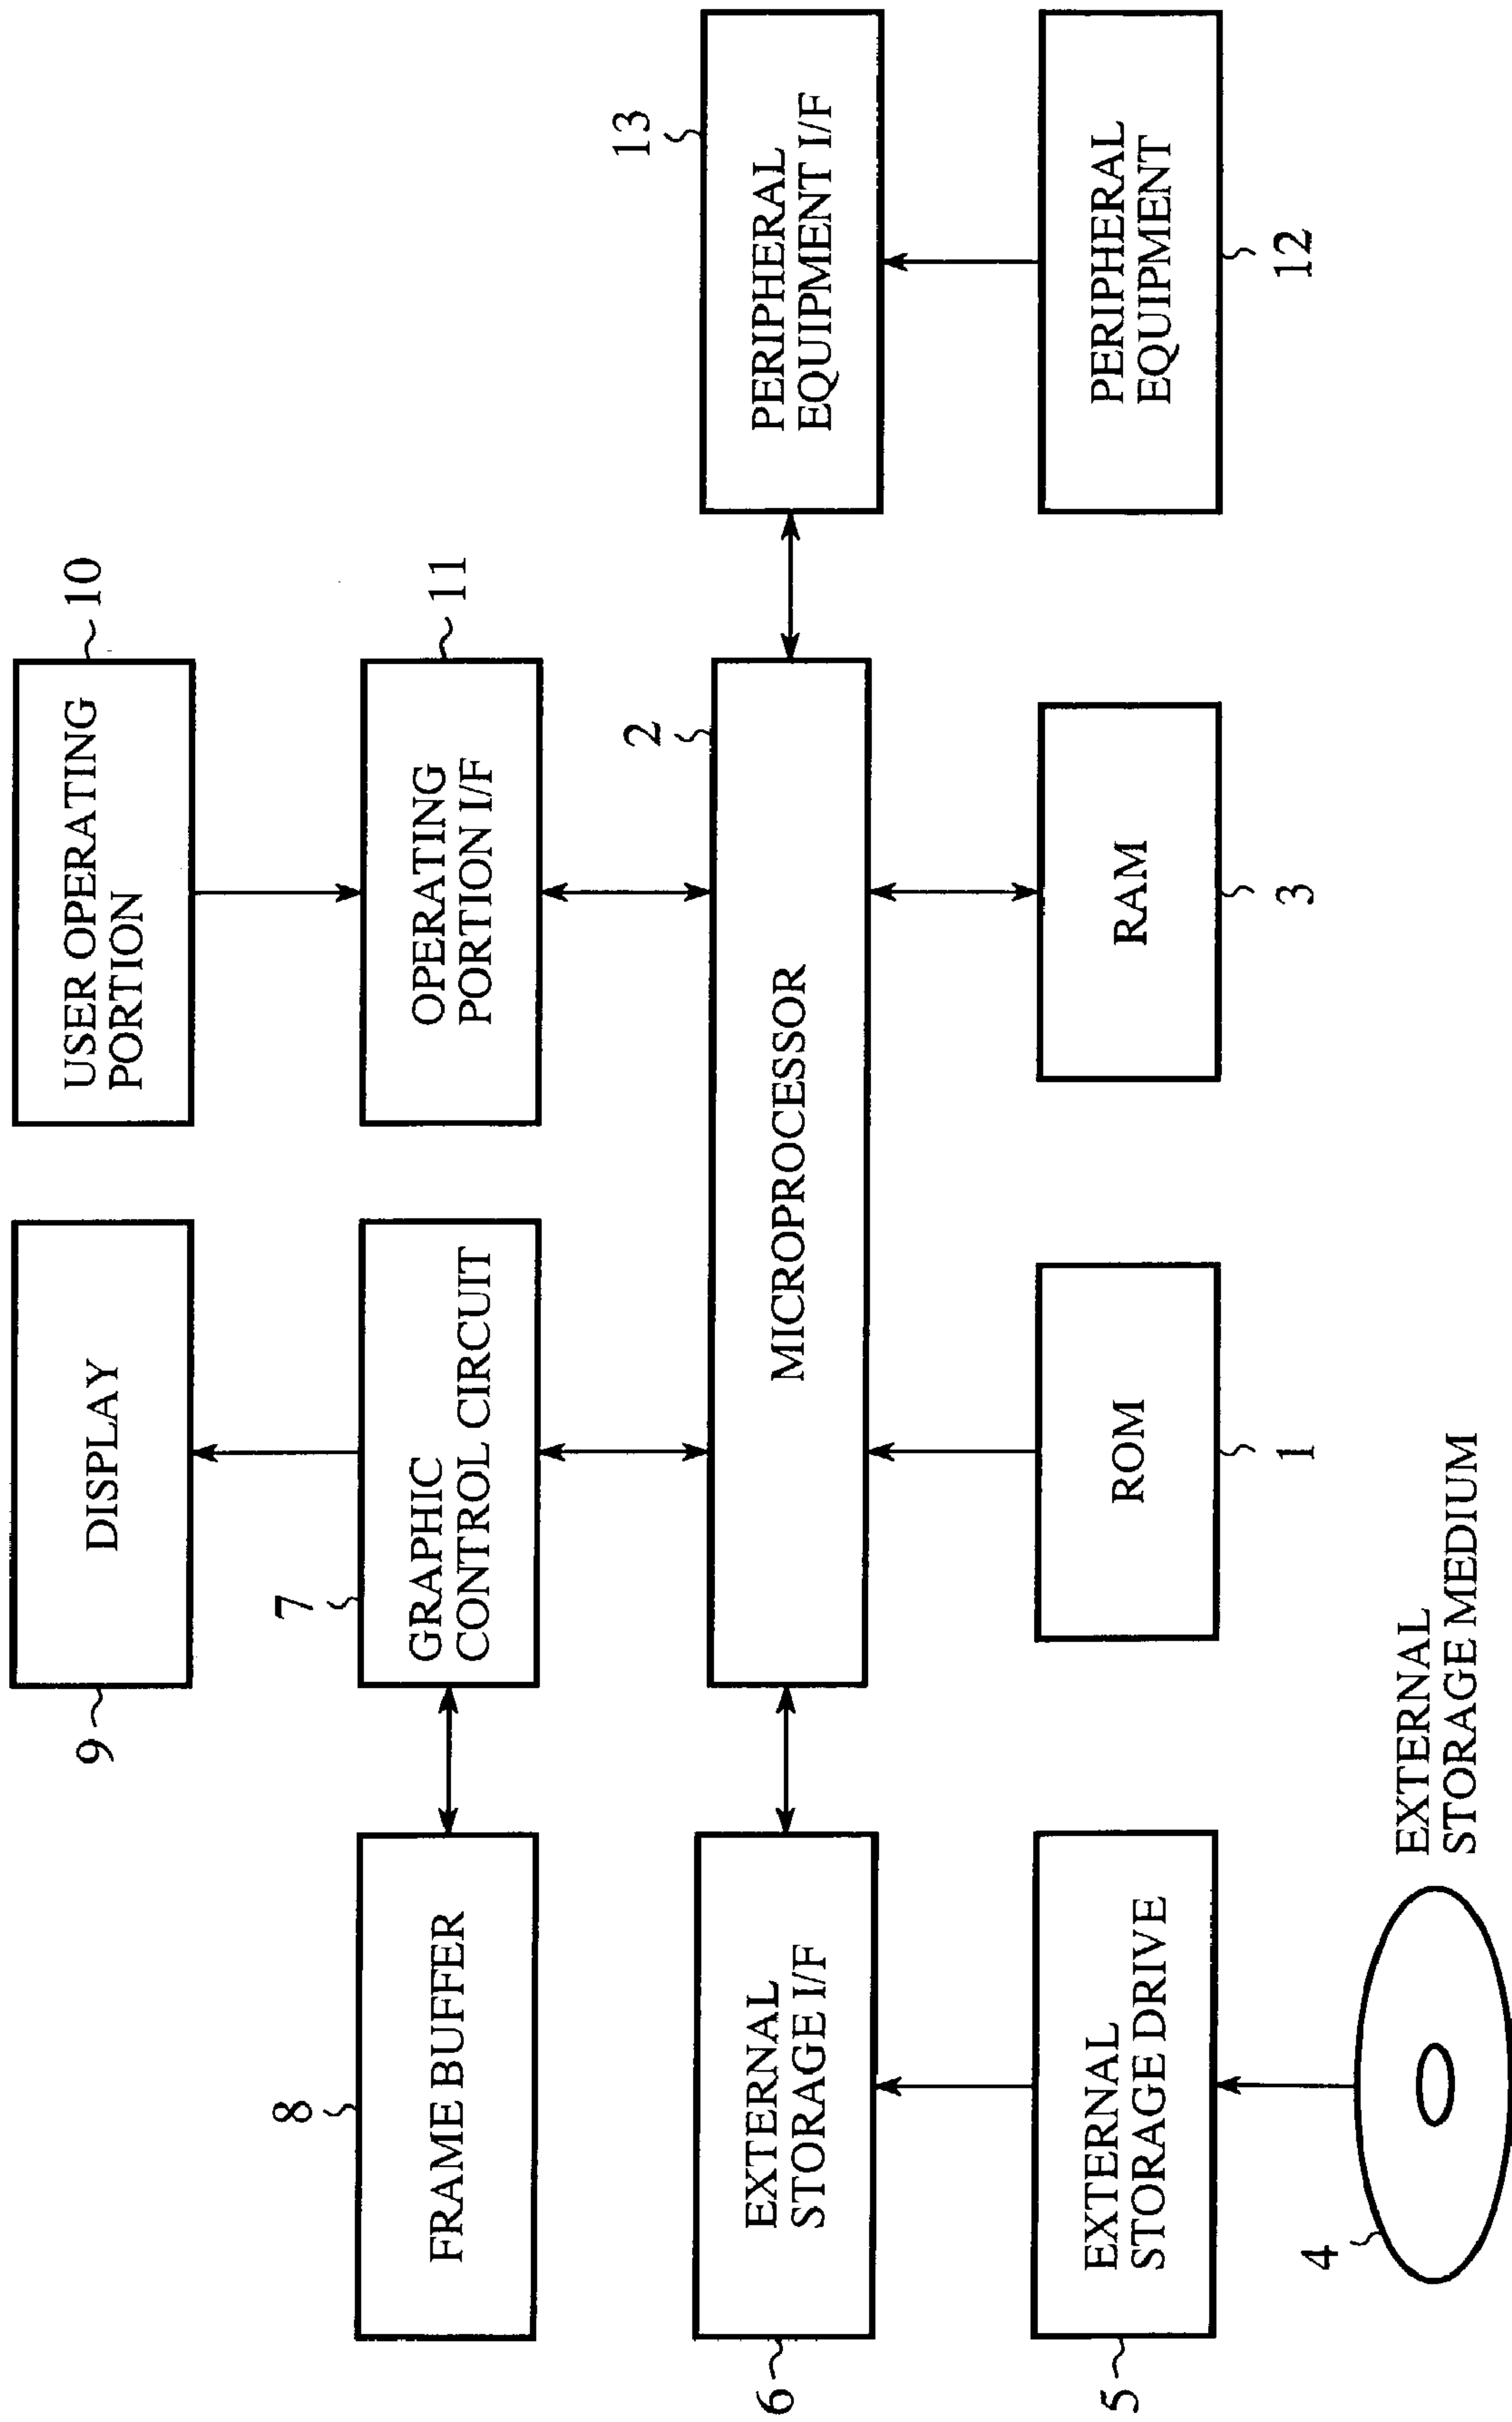 9
DISPLAY
USER OPERATING
PORTION
10
8
FRAME BUFFER
7
GRAPHIC
CONTROL CIRCUIT
OPERATING
PORTION I/F
11
6
EXTERNAL
STORAGE I/F
MICROPROCESSOR
2
PERIPHERAL
EQUIPMENT I/F
13
5
EXTERNAL
STORAGE DRIVE
ROM
1
RAM
3
PERIPHERAL
EQUIPMENT
12
4
EXTERNAL
STORAGE MEDIUM